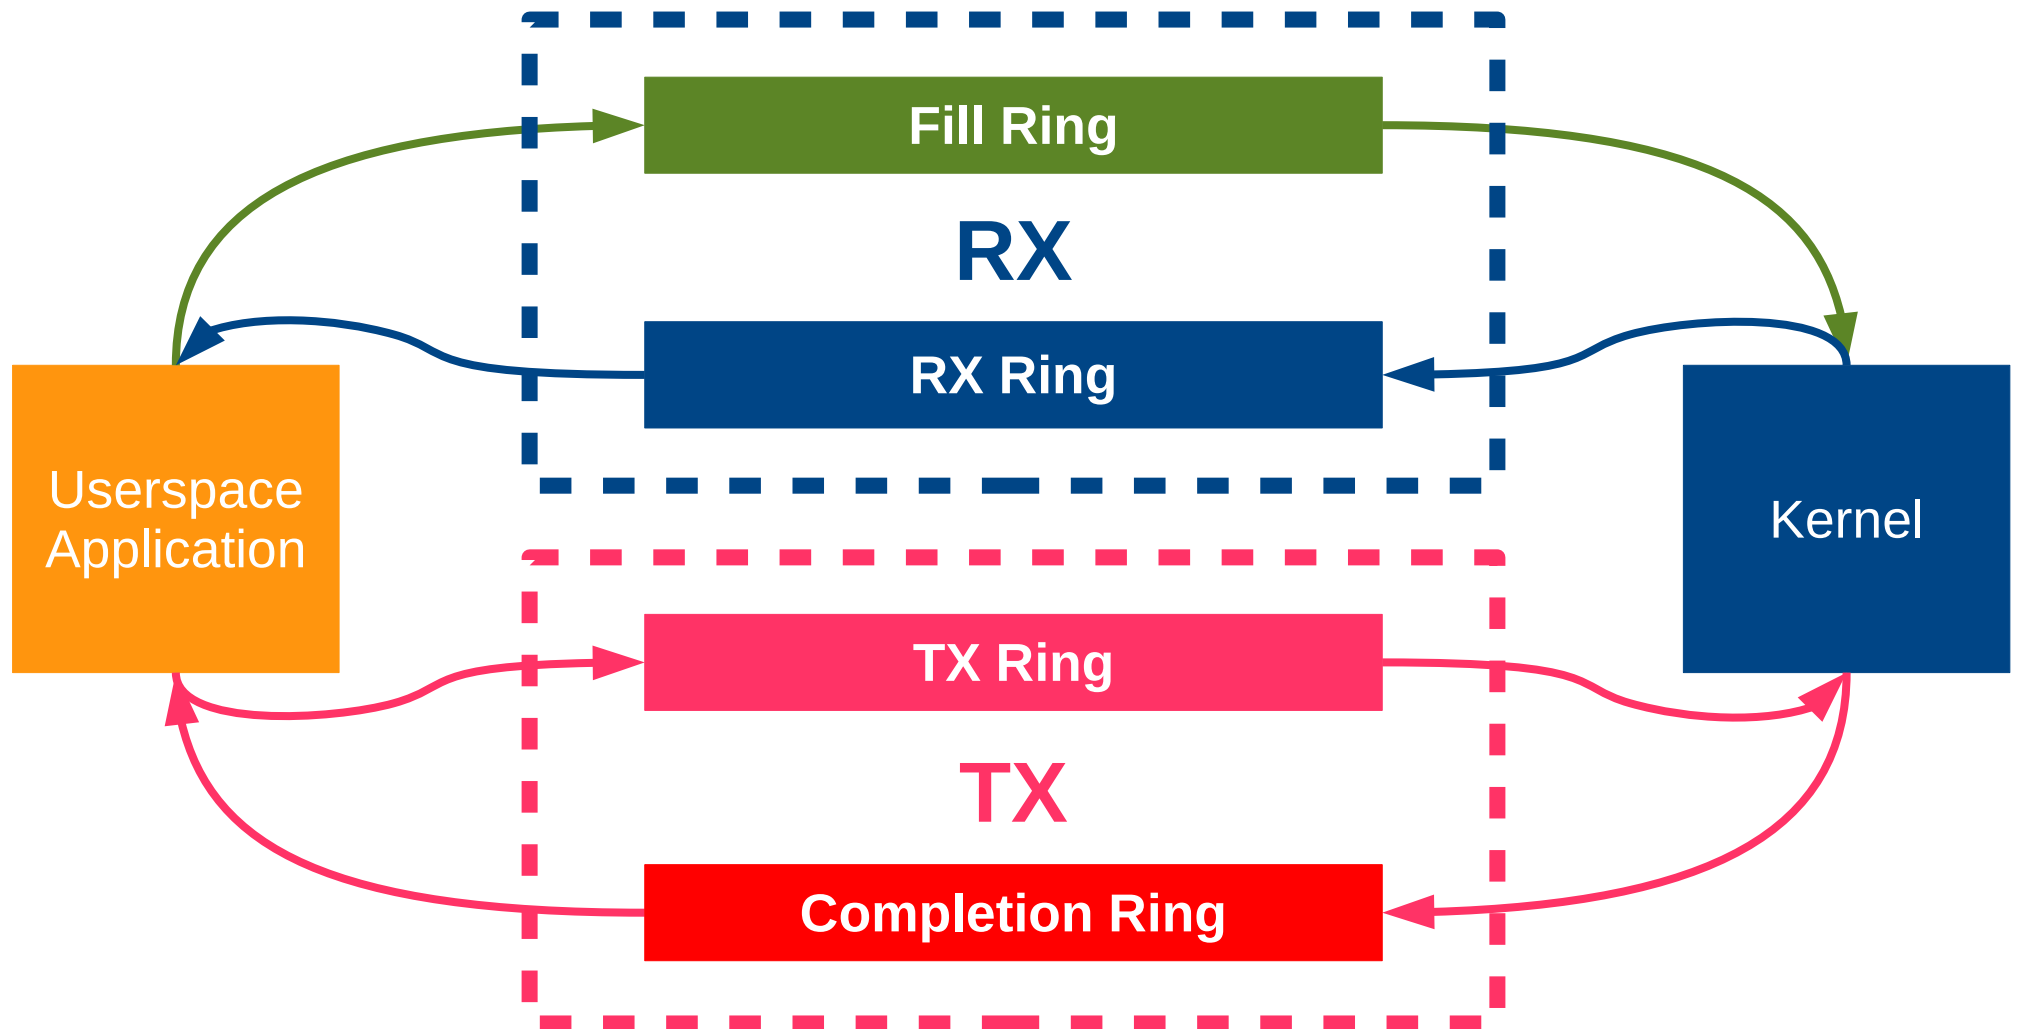 Fill Ring
RX
RX Ring
Userspace
Application
Kernel
TX Ring
TX
Completion Ring